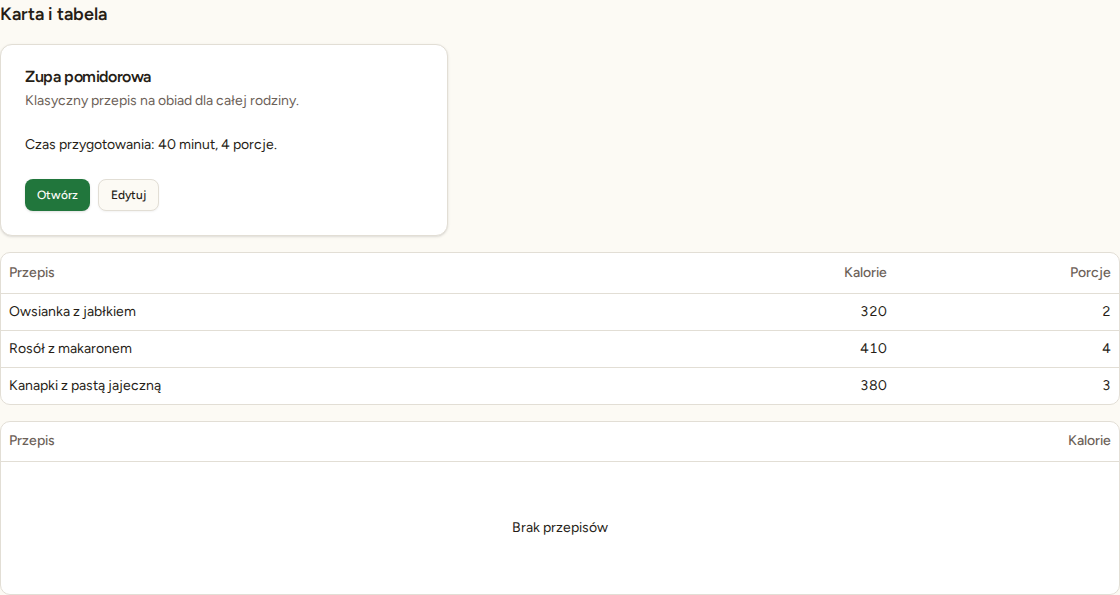 Karta i tabela
Zupa pomidorowa
Klasyczny przepis na obiad dla całej rodziny.
Czas przygotowania: 40 minut, 4 porcje.
Otwórz Edytuj
Przepis Kalorie Porcje
Owsianka z jabłkiem 320 2
Rosół z makaronem 410 4
Kanapki z pastą jajeczną 380 3
Przepis Kalorie
Brak przepisów